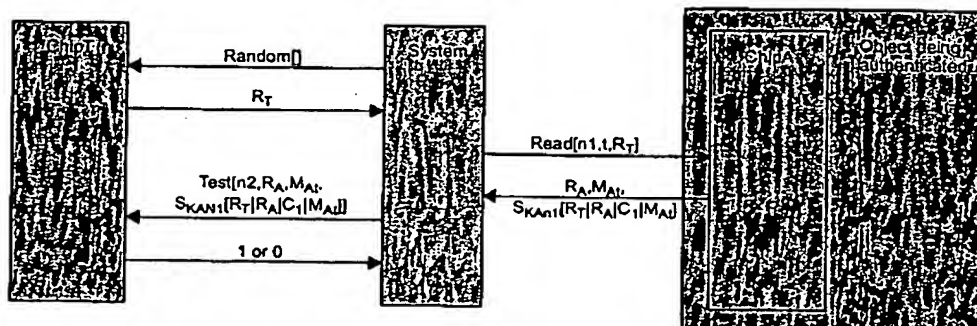 ChipT
System
ChipA
Object being
authenticated
Random[]
R_T
Read[n1,t,R_T]
Test[n2,R_A,M_At,
S_KAN1[R_T|R_A|C_1|M_At]]
R_A,M_At,
S_KAn1[R_T|R_A|C_1|M_At]
1 or 0